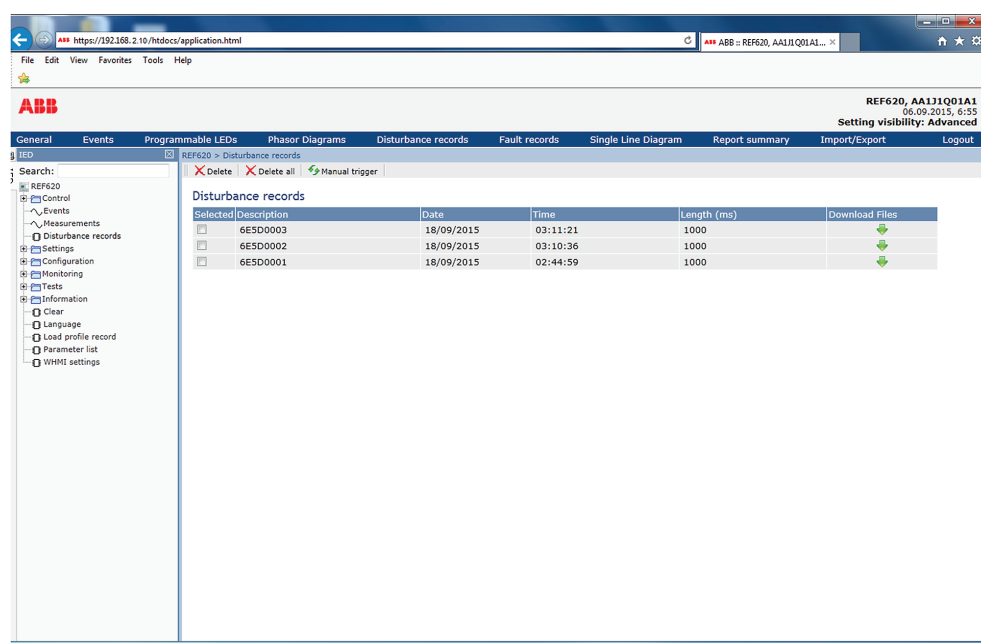 ABB https://192.168.2.10/htdocs/application.html
ABB ABB :: REF620, AA1J1Q01A1... ×
File Edit View Favorites Tools Help
ABB
REF620, AA1J1Q01A1
06.09.2015, 6:55
Setting visibility: Advanced
General Events Programmable LEDs Phasor Diagrams Disturbance records Fault records Single Line Diagram Report summary Import/Export Logout
IED
REF620 > Disturbance records
Search:
Delete Delete all Manual trigger
REF620
Control
Events
Measurements
Disturbance records
Settings
Configuration
Monitoring
Tests
Information
Clear
Language
Load profile record
Parameter list
WHMI settings
Disturbance records
Selected Description Date Time Length (ms) Download Files
6E5D0003 18/09/2015 03:11:21 1000
6E5D0002 18/09/2015 03:10:36 1000
6E5D0001 18/09/2015 02:44:59 1000